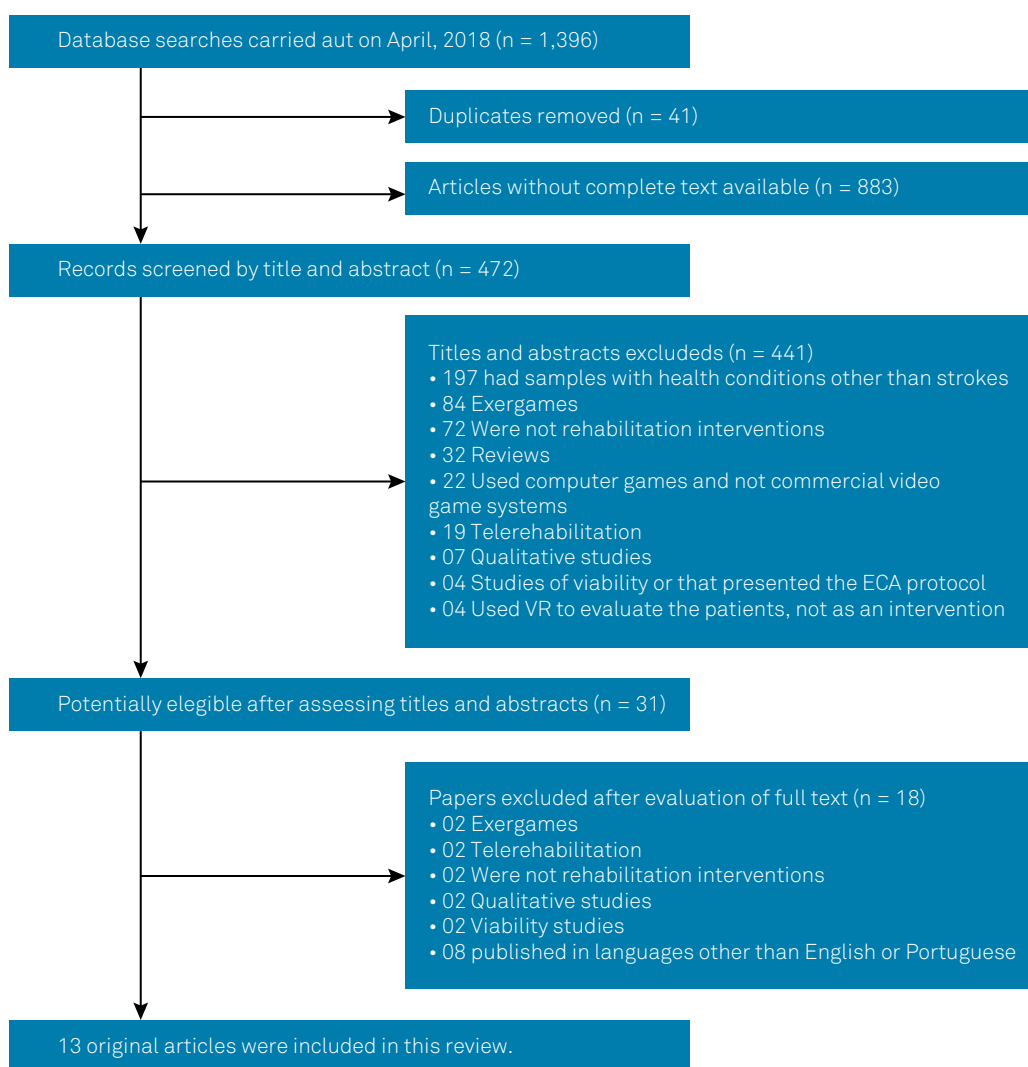 Database searches carried aut on April, 2018 (n = 1,396)
Duplicates removed (n = 41)
Articles without complete text available (n = 883)
Records screened by title and abstract (n = 472)
Titles and abstracts excludeds (n = 441)
• 197 had samples with health conditions other than strokes
• 84 Exergames
• 72 Were not rehabilitation interventions
• 32 Reviews
• 22 Used computer games and not commercial video
game systems
• 19 Telerehabilitation
• 07 Qualitative studies
• 04 Studies of viability or that presented the ECA protocol
• 04 Used VR to evaluate the patients, not as an intervention
Potentially elegible after assessing titles and abstracts (n = 31)
Papers excluded after evaluation of full text (n = 18)
• 02 Exergames
• 02 Telerehabilitation
• 02 Were not rehabilitation interventions
• 02 Qualitative studies
• 02 Viability studies
• 08 published in languages other than English or Portuguese
13 original articles were included in this review.